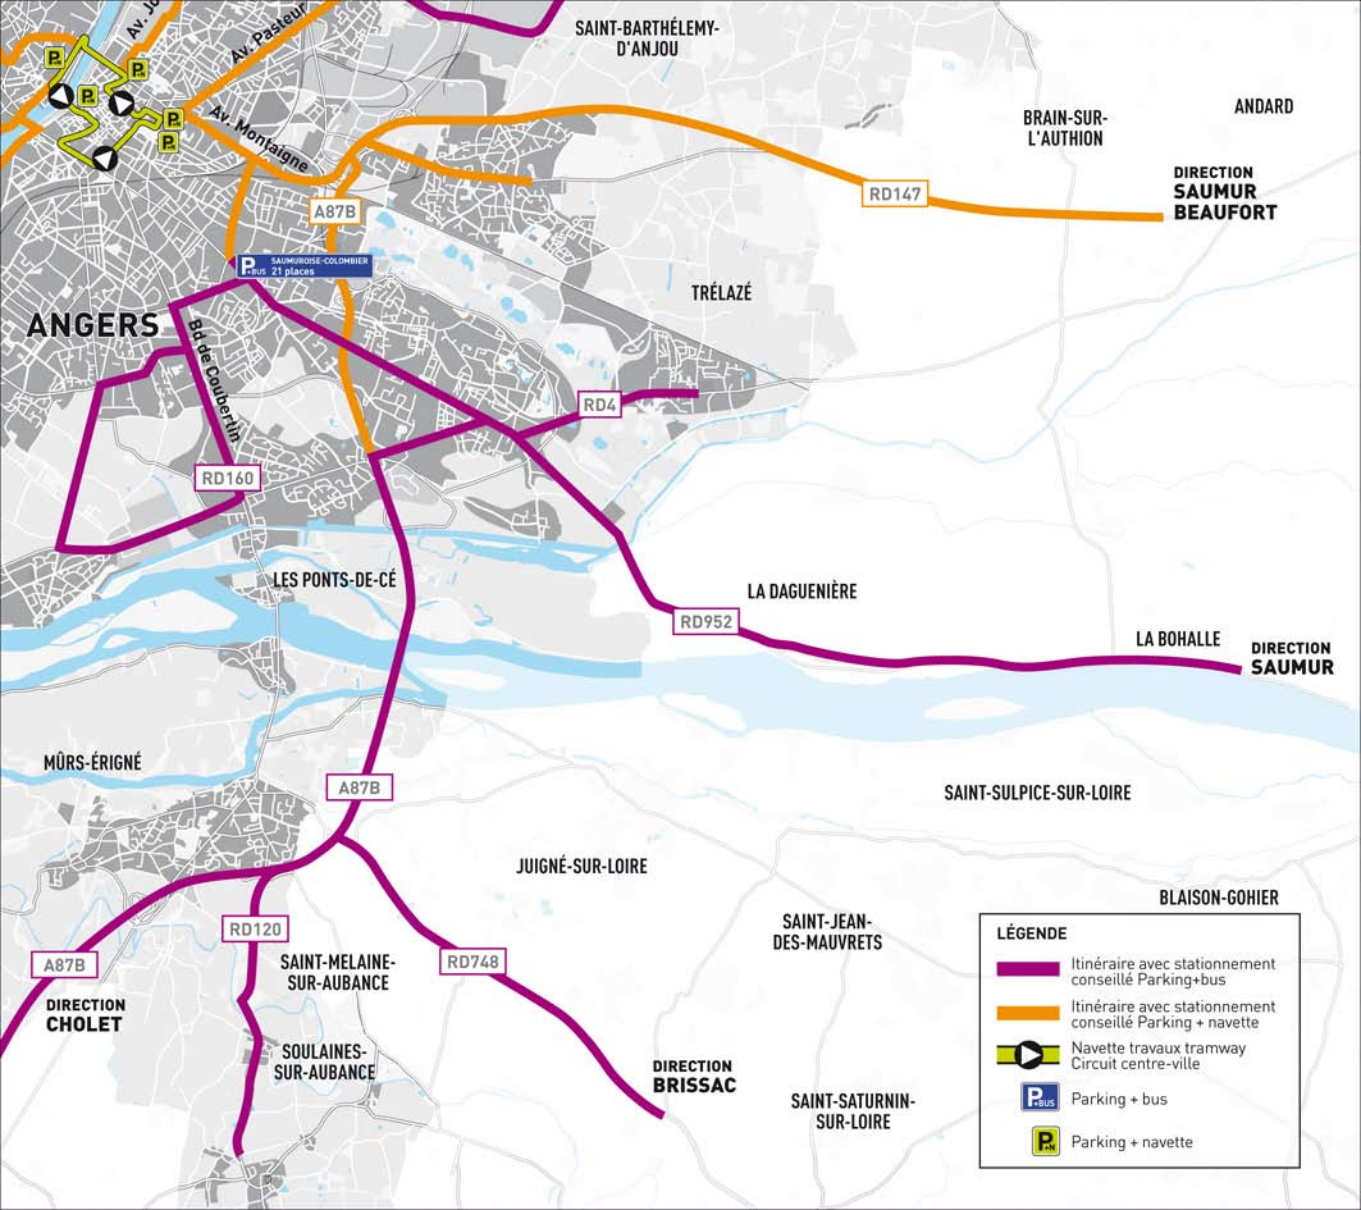 Av. Jo
Av. Pasteur
SAINT-BARTHÉLEMY-
D'ANJOU
Av. Montaigne
BRAIN-SUR-
L'AUTHION
ANDARD
RD147
DIRECTION
SAUMUR
BEAUFORT
A87B
P+BUS SAUMUROISE-COLOMBIER
21 places
TRÉLAZÉ
ANGERS
Bd de Coubertin
RD4
RD160
LES PONTS-DE-CÉ
LA DAGUENIÈRE
RD952
LA BOHALLE
DIRECTION
SAUMUR
MÛRS-ÉRIGNÉ
A87B
SAINT-SULPICE-SUR-LOIRE
JUIGNÉ-SUR-LOIRE
BLAISON-GOHIER
RD120
SAINT-JEAN-
DES-MAUVRETS
A87B
SAINT-MELAINE-
SUR-AUBANCE
RD748
DIRECTION
CHOLET
SOULAINES-
SUR-AUBANCE
DIRECTION
BRISSAC
SAINT-SATURNIN-
SUR-LOIRE
LÉGENDE
Itinéraire avec stationnement
conseillé Parking+bus
Itinéraire avec stationnement
conseillé Parking + navette
Navette travaux tramway
Circuit centre-ville
P+BUS Parking + bus
P+N Parking + navette